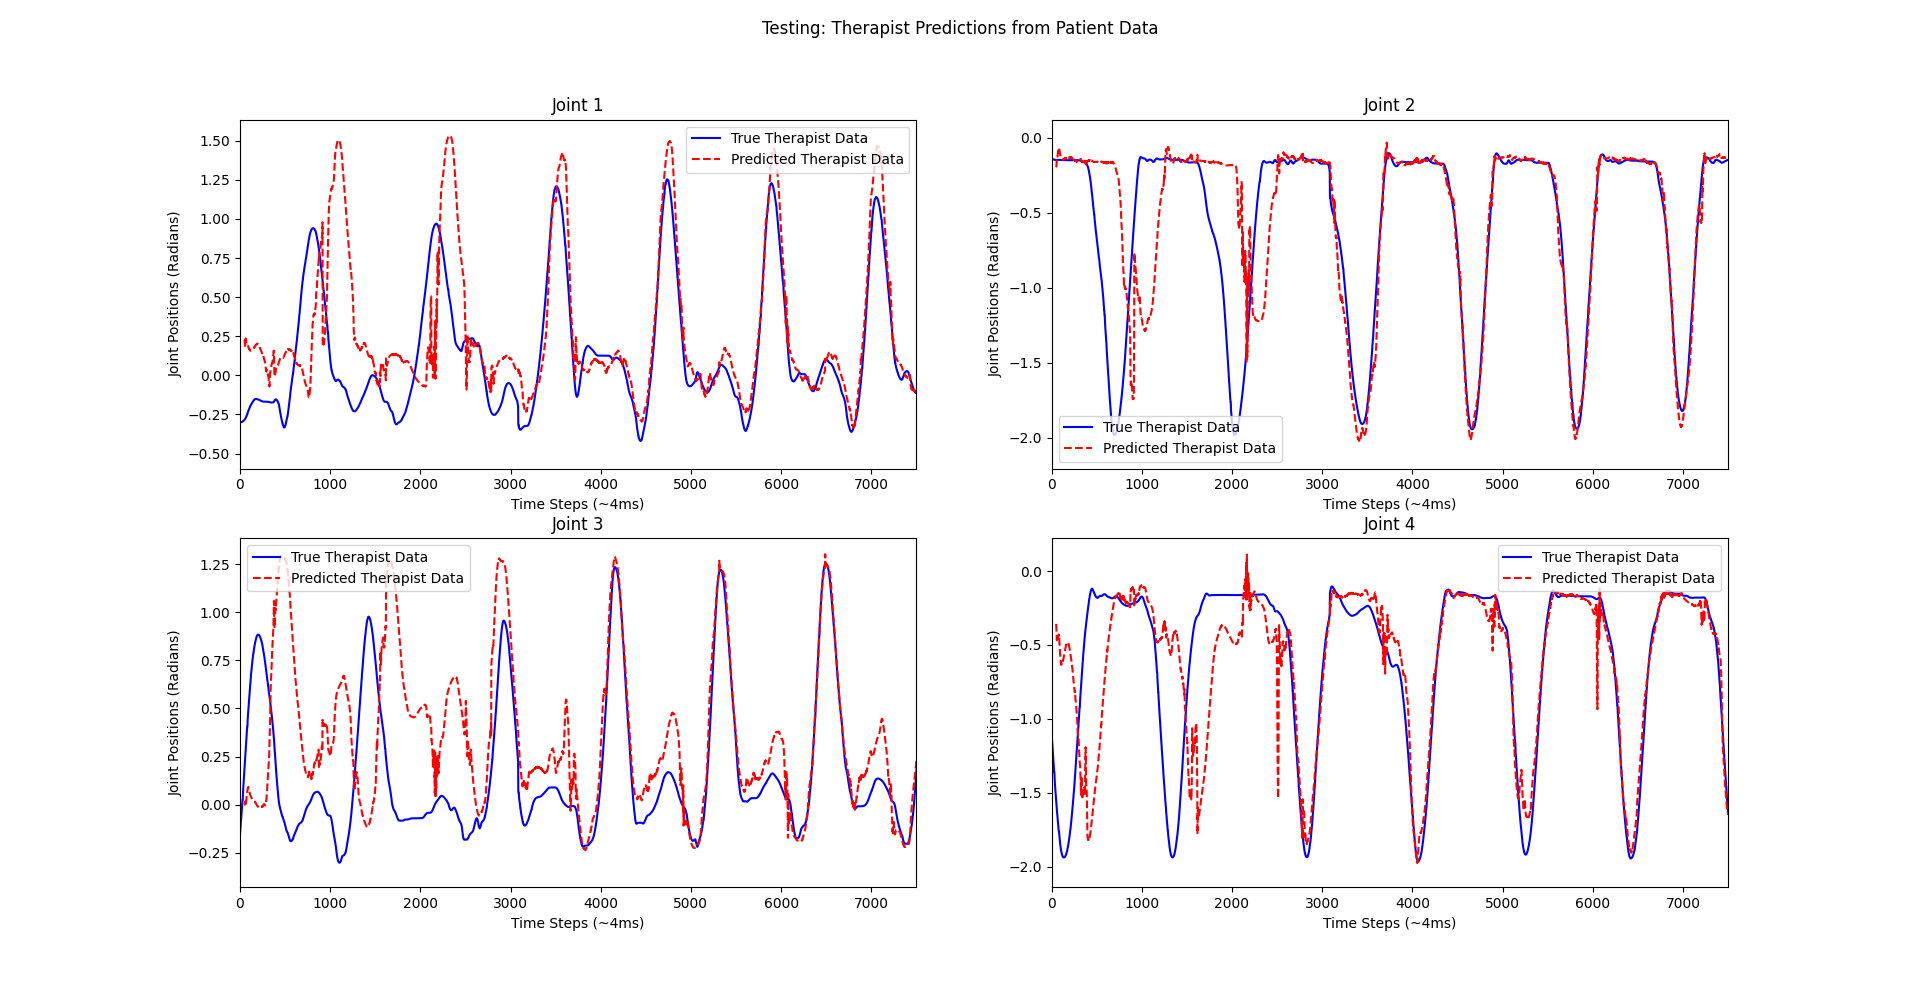 Testing: Therapist Predictions from Patient Data
Joint 1
Joint Positions (Radians)
1.50
1.25
1.00
0.75
0.50
0.25
0.00
−0.25
−0.50
True Therapist Data
Predicted Therapist Data
0 1000 2000 3000 4000 5000 6000 7000
Time Steps (~4ms)
Joint 2
Joint Positions (Radians)
0.0
−0.5
−1.0
−1.5
−2.0
True Therapist Data
Predicted Therapist Data
0 1000 2000 3000 4000 5000 6000 7000
Time Steps (~4ms)
Joint 3
Joint Positions (Radians)
1.25
1.00
0.75
0.50
0.25
0.00
−0.25
True Therapist Data
Predicted Therapist Data
0 1000 2000 3000 4000 5000 6000 7000
Time Steps (~4ms)
Joint 4
Joint Positions (Radians)
0.0
−0.5
−1.0
−1.5
−2.0
True Therapist Data
Predicted Therapist Data
0 1000 2000 3000 4000 5000 6000 7000
Time Steps (~4ms)